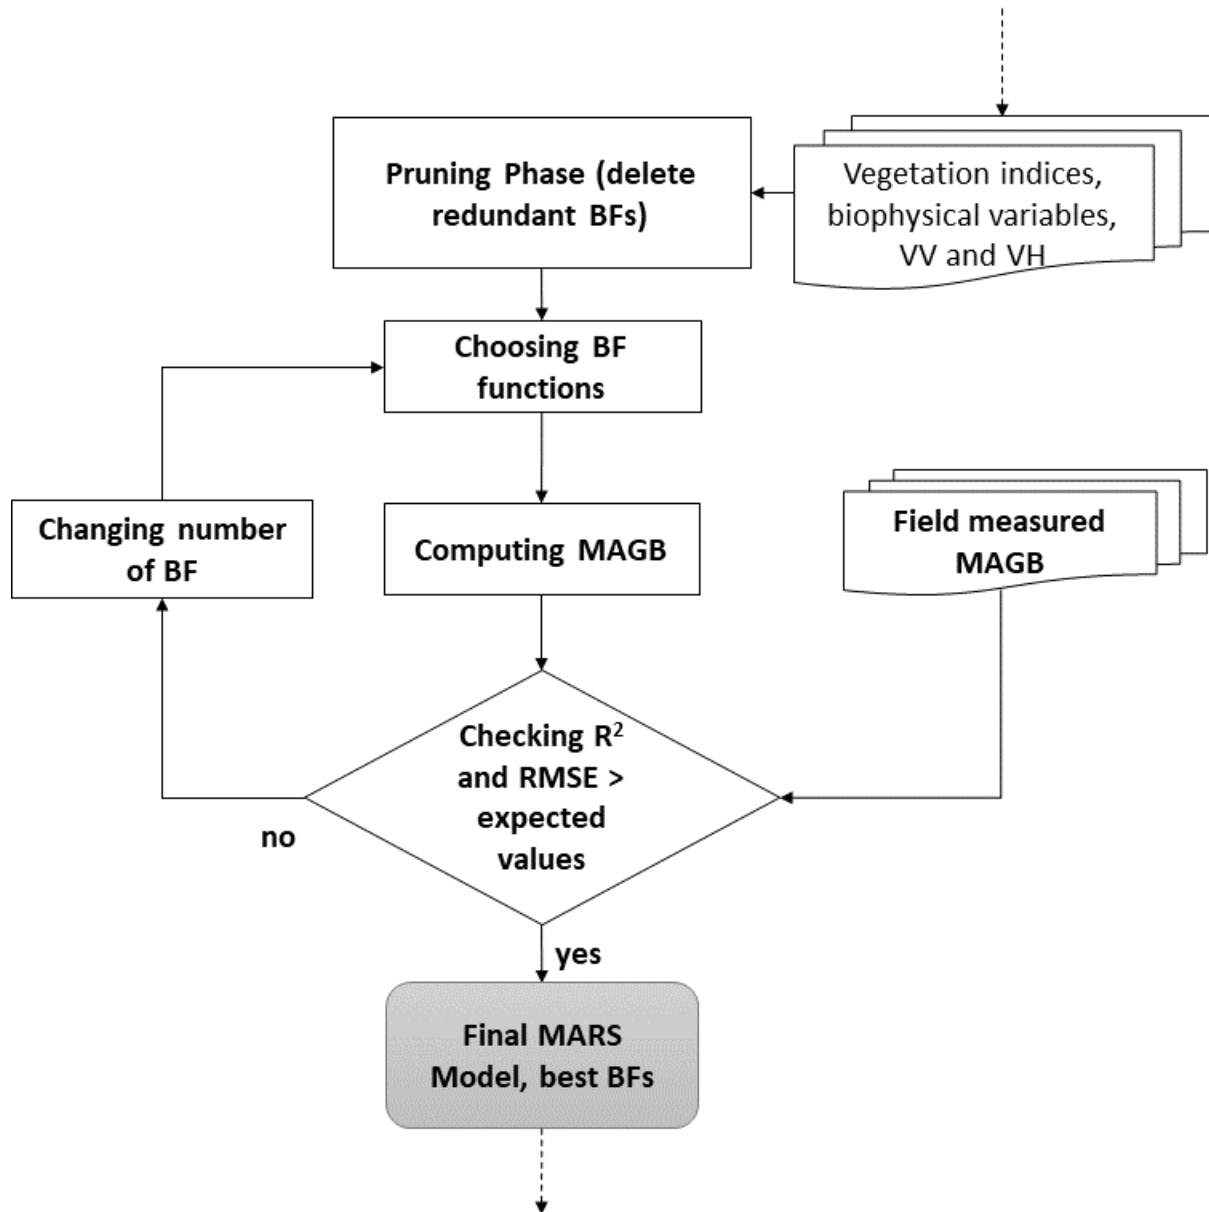 Pruning Phase (delete
redundant BFs)
Vegetation indices,
biophysical variables,
VV and VH
Choosing BF
functions
Changing number
of BF
Computing MAGB
Field measured
MAGB
Checking R²
and RMSE >
expected
values
no
yes
Final MARS
Model, best BFs